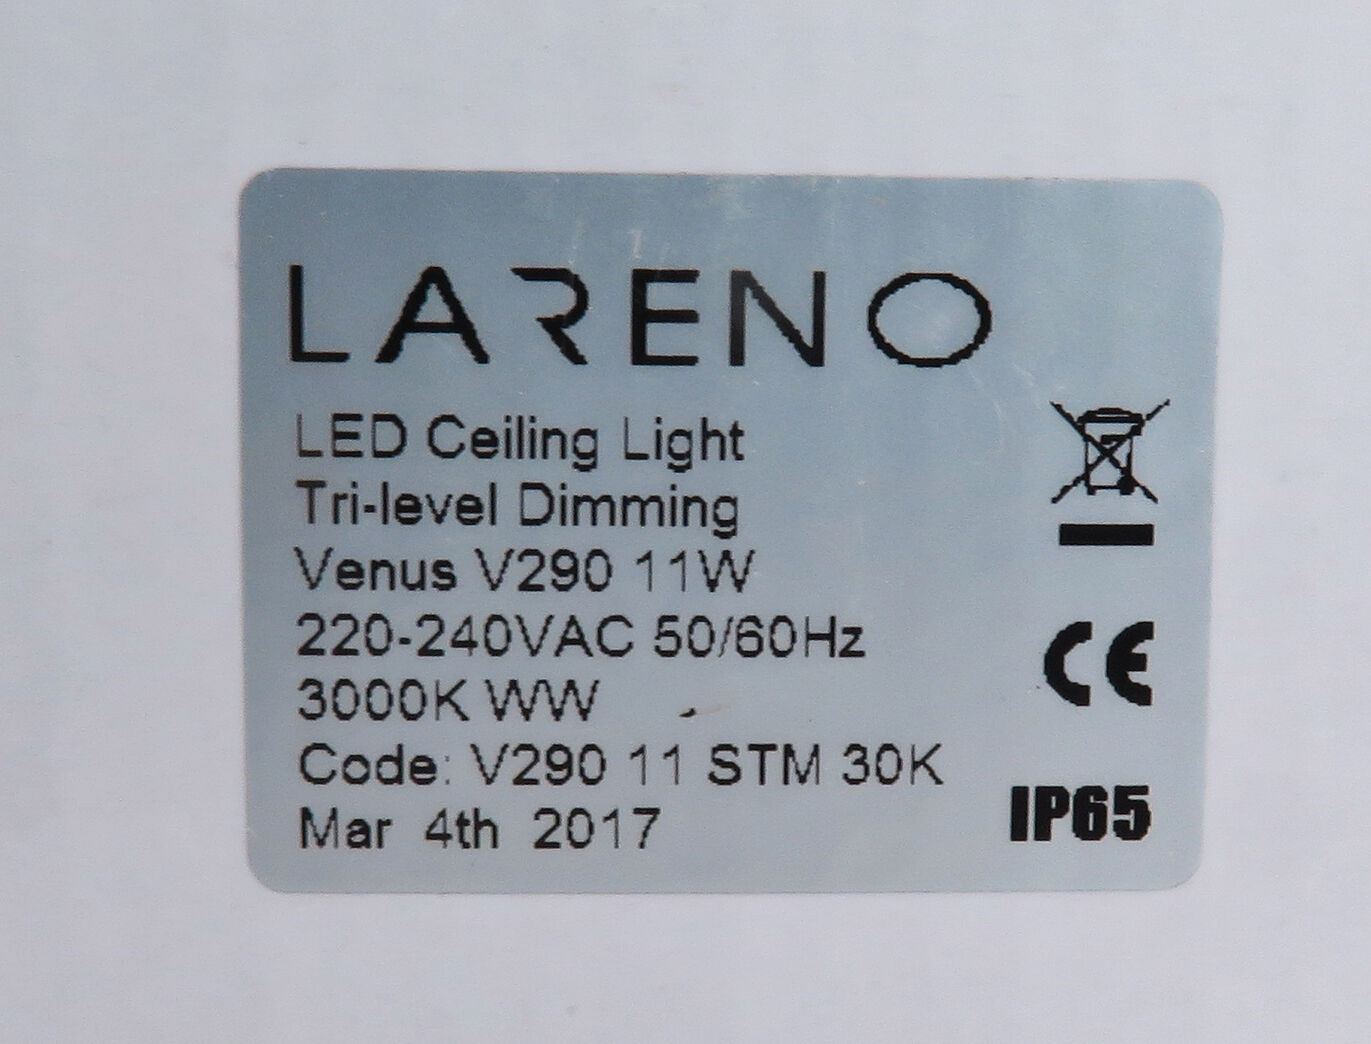 LARENO
LED Ceiling Light
Tri-level Dimming
Venus V290 11W
220-240VAC 50/60Hz
3000K WW
Code: V290 11 STM 30K
Mar 4th 2017
CE
IP65